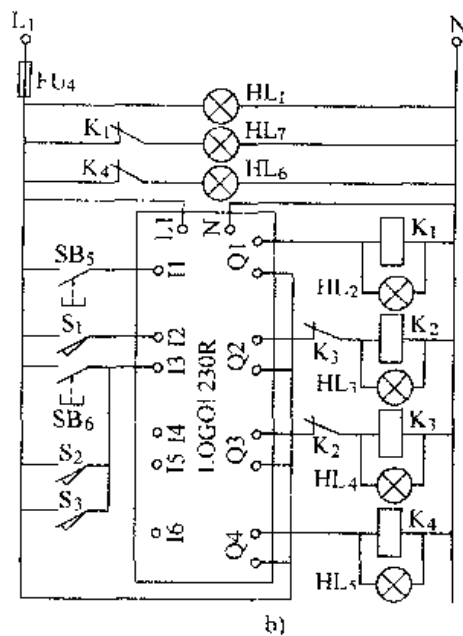 L1 N
FU4
HL1
K1 HL7
K4 HL6
L1 N
SB5 I1 Q1 K1
HL2
S1 I2 Q2 K3 K2
I3 HL3
SB6
I4 LOGO! 230R Q3 K2 K3
S2 I5 HL4
S3
I6 Q4 K4
HL5
b)